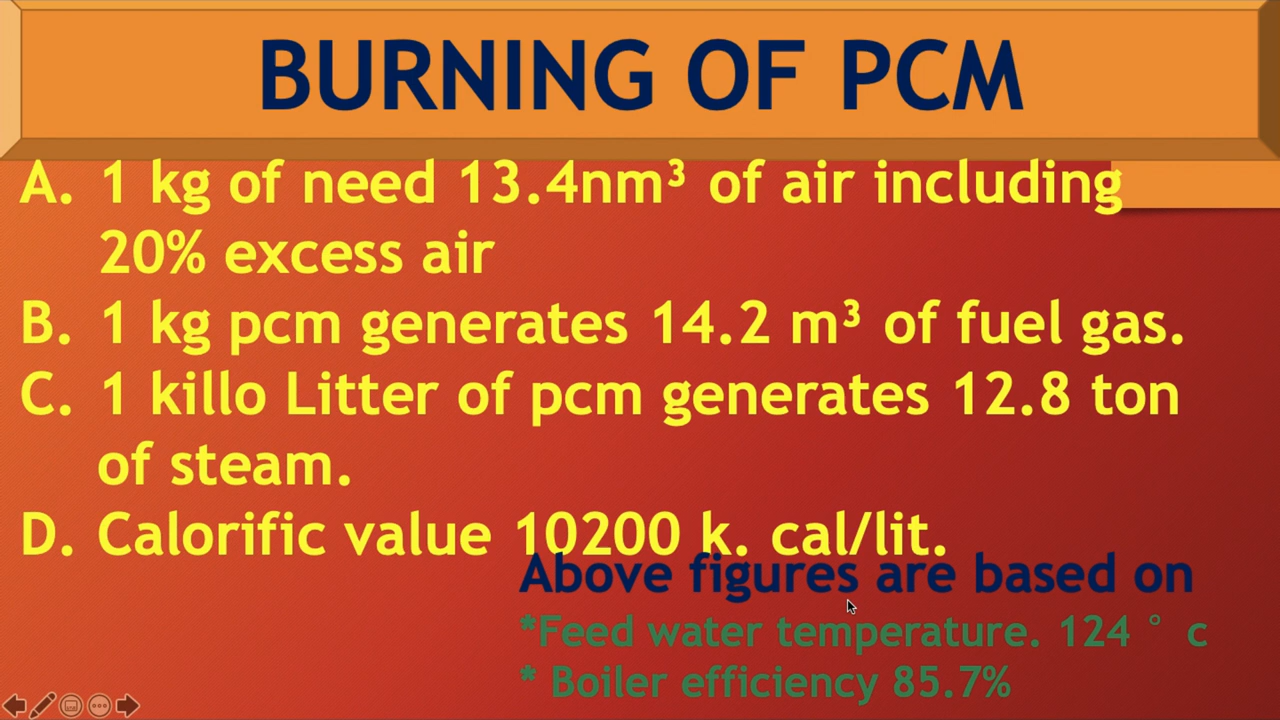 BURNING OF PCM
A. 1 kg of need 13.4nm³ of air including
20% excess air
B. 1 kg pcm generates 14.2 m³ of fuel gas.
C. 1 killo Litter of pcm generates 12.8 ton
of steam.
D. Calorific value 10200 k. cal/lit.
Above figures are based on
*Feed water temperature. 124 ° c
* Boiler efficiency 85.7%